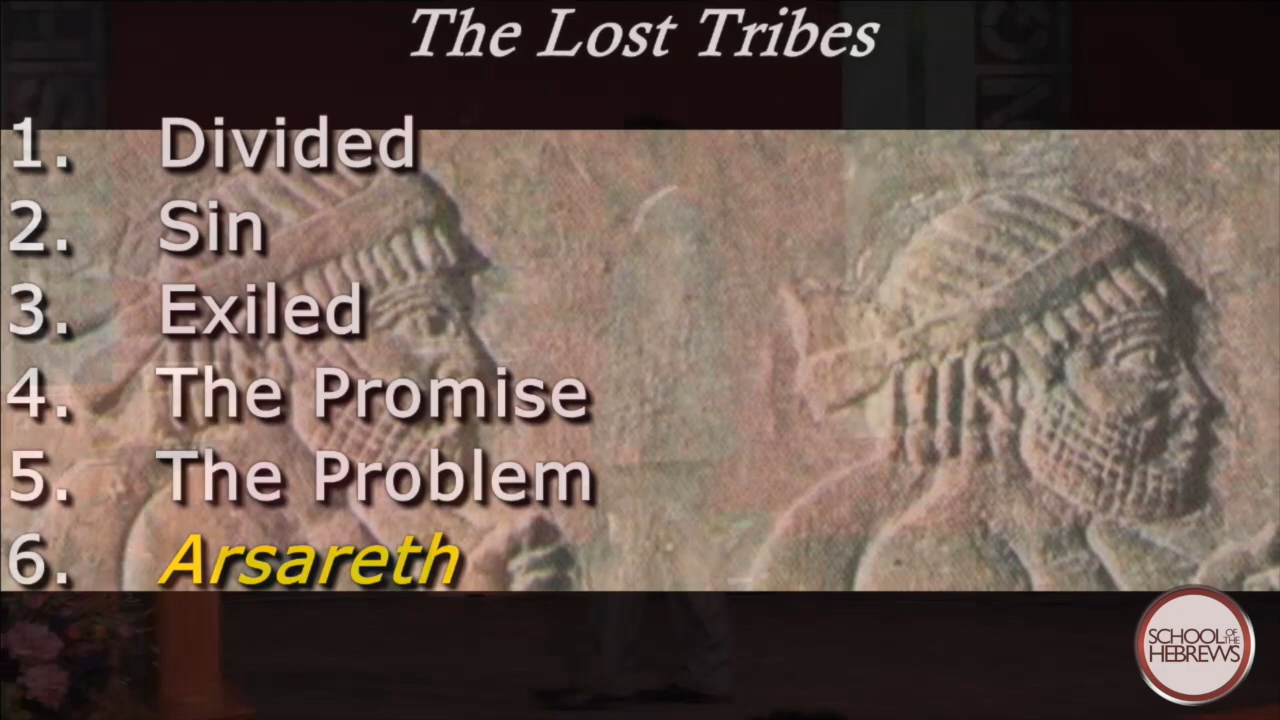 The Lost Tribes
1. Divided
2. Sin
3. Exiled
4. The Promise
5. The Problem
6. Arsareth
SCHOOL OF THE
HEBREWS